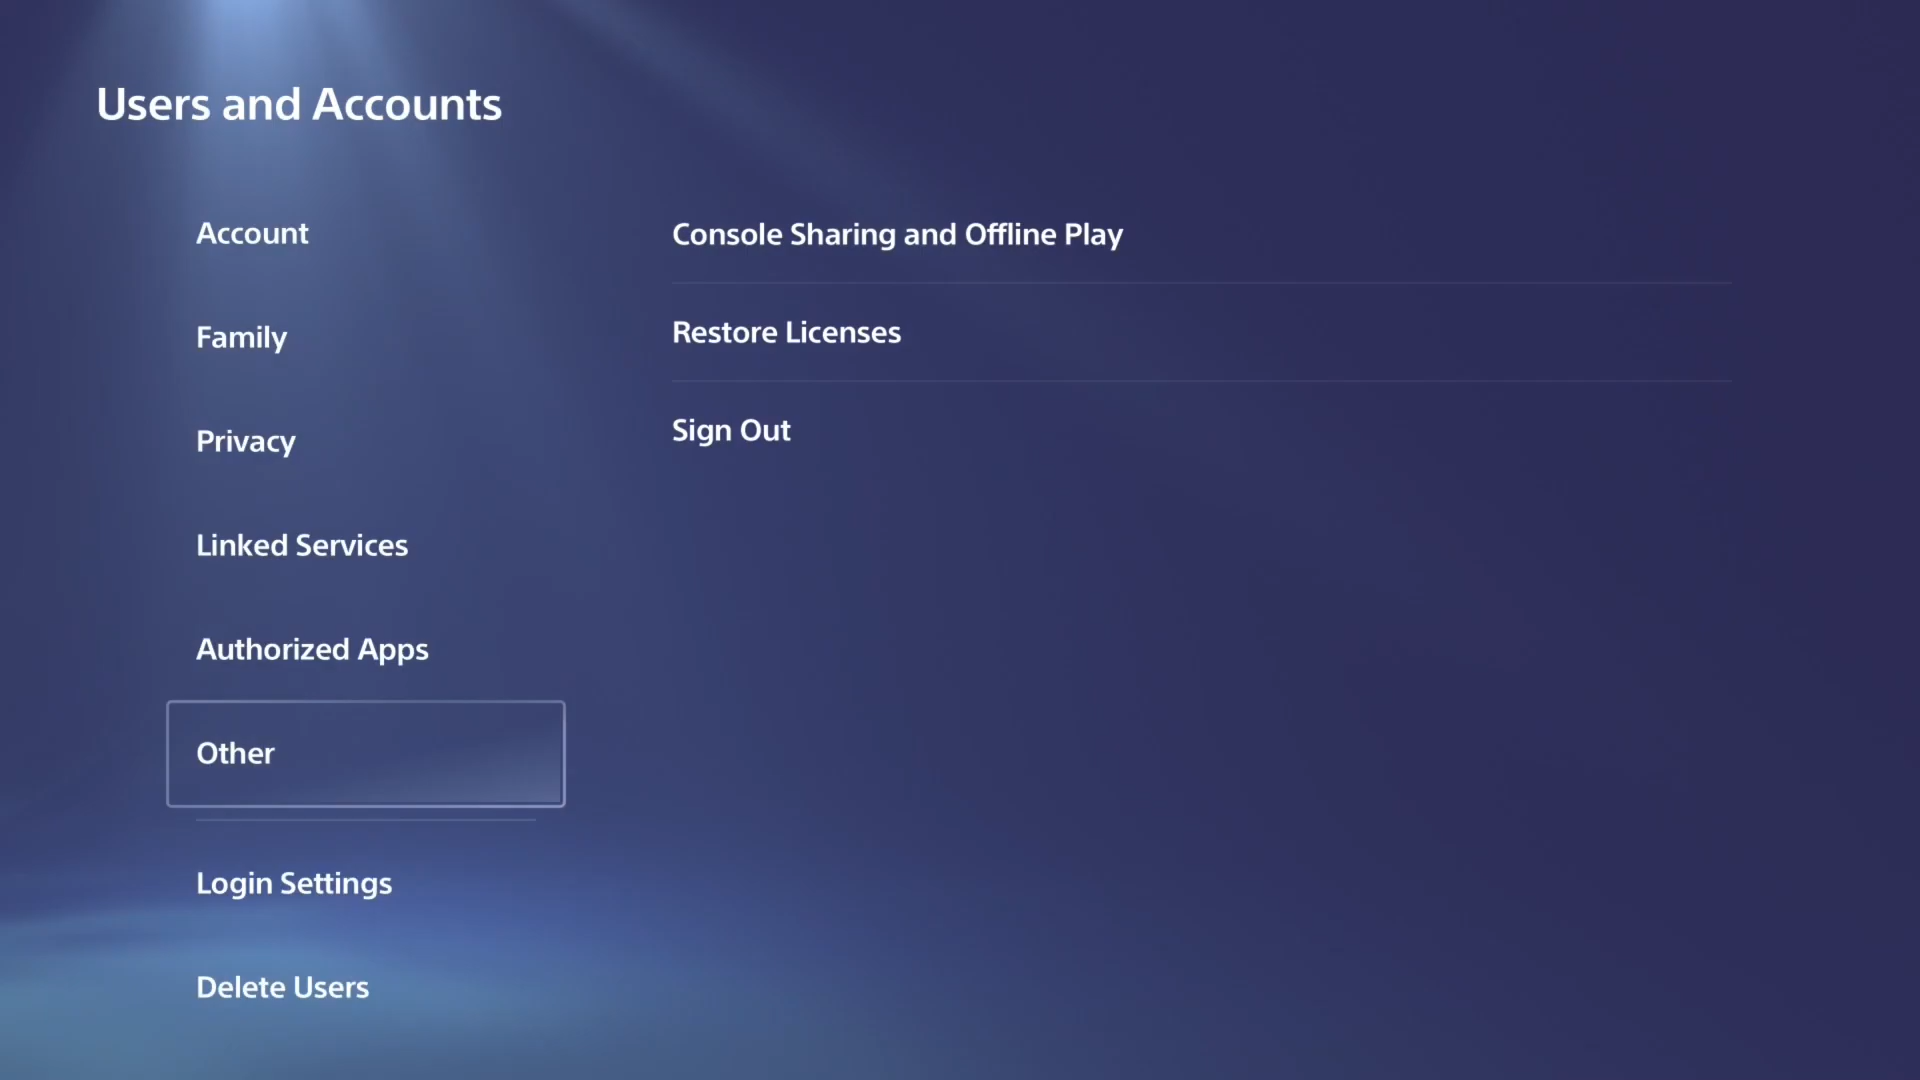 Users and Accounts
Account
Family
Privacy
Linked Services
Authorized Apps
Other
Login Settings
Delete Users
Console Sharing and Offline Play
Restore Licenses
Sign Out